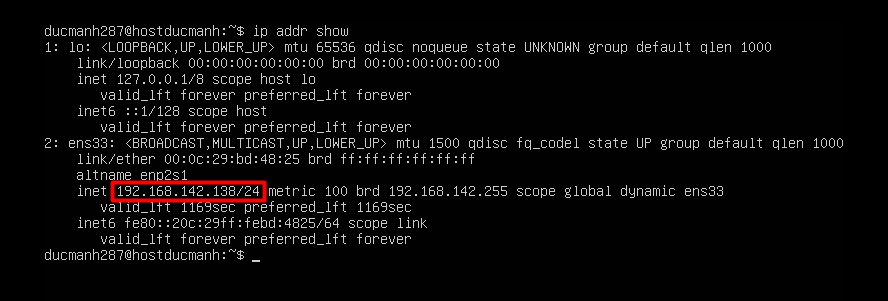 ducmanh287@hostducmanh:~$ ip addr show
1: lo: <LOOPBACK,UP,LOWER_UP> mtu 65536 qdisc noqueue state UNKNOWN group default qlen 1000
link/loopback 00:00:00:00:00:00 brd 00:00:00:00:00:00
inet 127.0.0.1/8 scope host lo
valid_lft forever preferred_lft forever
inet6 ::1/128 scope host
valid_lft forever preferred_lft forever
2: ens33: <BROADCAST,MULTICAST,UP,LOWER_UP> mtu 1500 qdisc fq_codel state UP group default qlen 1000
link/ether 00:0c:29:bd:48:25 brd ff:ff:ff:ff:ff:ff
altname enp2s1
inet 192.168.142.138/24 metric 100 brd 192.168.142.255 scope global dynamic ens33
valid_lft 1169sec preferred_lft 1169sec
inet6 fe80::20c:29ff:febd:4825/64 scope link
valid_lft forever preferred_lft forever
ducmanh287@hostducmanh:~$ _